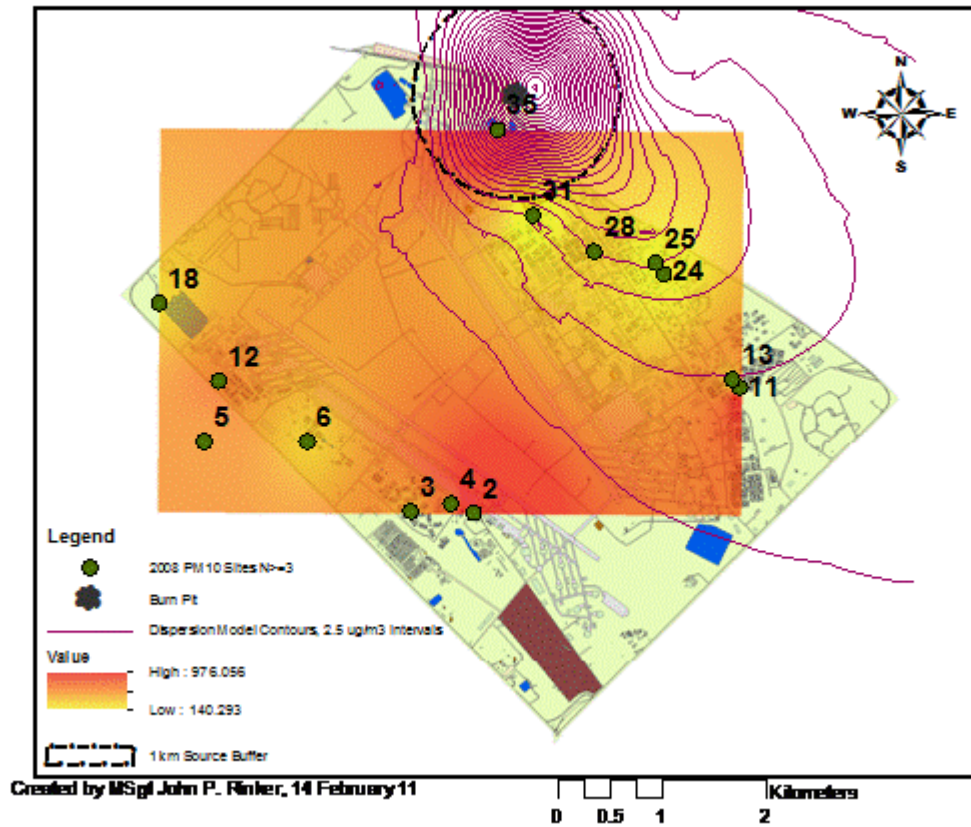 N
W E
S
35
31
28
25
24
18
13
11
12
5
6
4
3
2
Legend
2008 PM10 Sites N>=3
Burn Pit
Dispersion Model Contours, 2.5 ug/m3 Intervals
Value
High : 976.056
Low : 140.293
1km Source Buffer
Created by MSgt John P. Rinker, 14 February 11
Kilometers
0 0.5 1 2